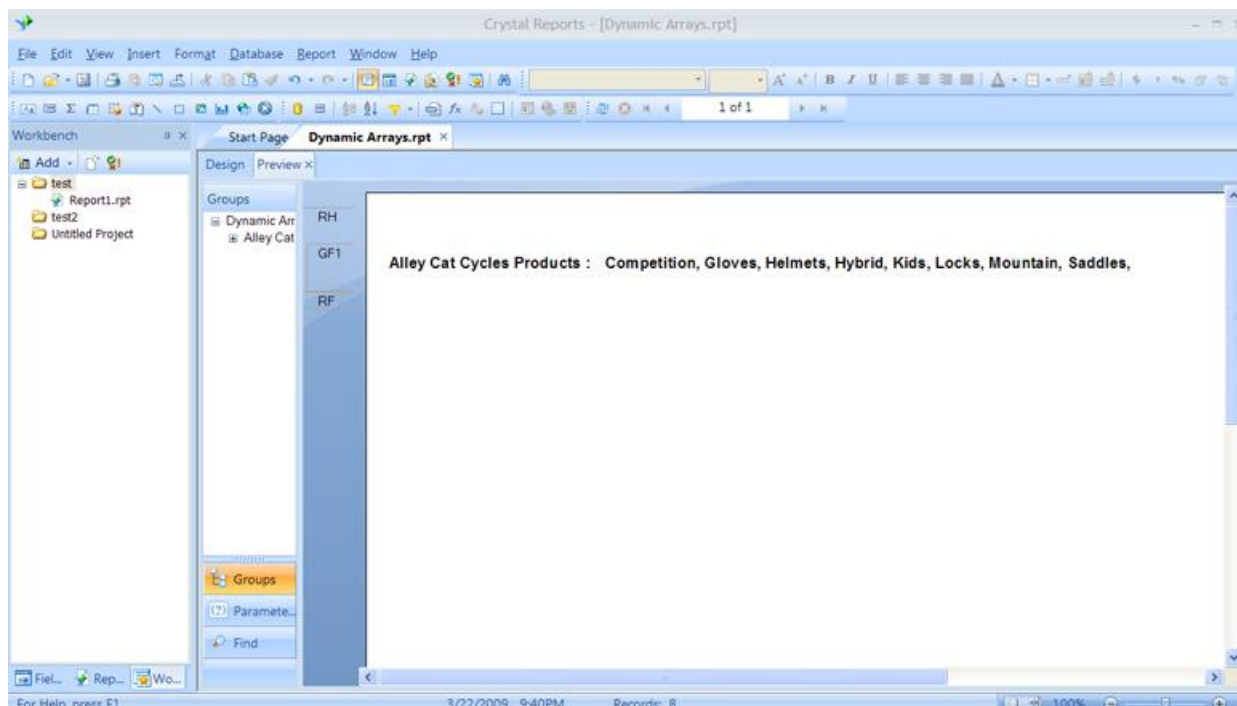 Crystal Reports - [Dynamic Arrays.rpt]
File Edit View Insert Format Database Report Window Help
A A B I U A $ %
1 of 1
Workbench
Start Page Dynamic Arrays.rpt
Add
Design Preview
test
Report1.rpt
test2
Untitled Project
Groups
Dynamic Arr
Alley Cat
RH
GF1
Alley Cat Cycles Products : Competition, Gloves, Helmets, Hybrid, Kids, Locks, Mountain, Saddles,
RF
Groups
Paramete...
Find
Fiel... Rep... Wo...
For Help, press F1
3/22/2009 9:40PM Records: 8 100%